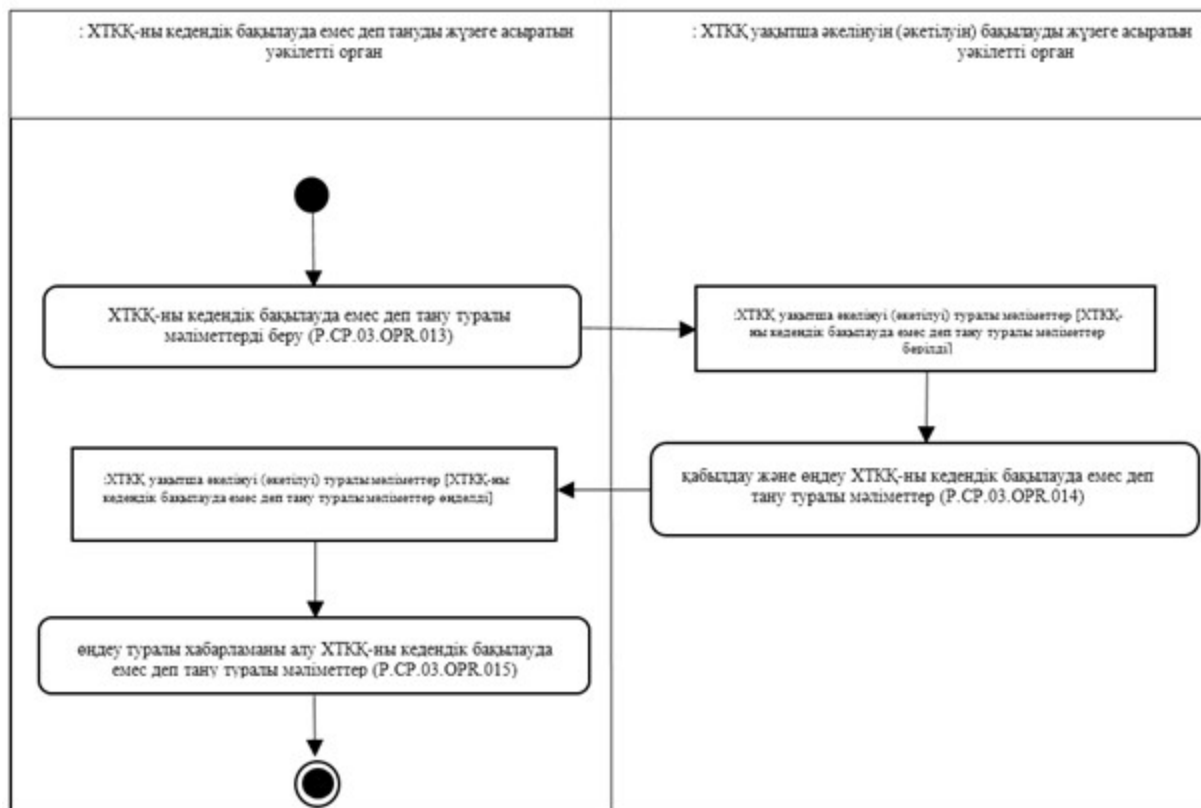 : ХТКҚ-ны кедендік бақылауда емес деп тануды жүзеге асыратын
уәкілетті орган
: ХТКҚ уақытша әкелінуін (әкетілуін) бақылауды жүзеге асыратын
уәкілетті орган
ХТКҚ-ны кедендік бақылауда емес деп тану туралы
мәліметтерді беру (P.CP.03.OPR.013)
:ХТКҚ уақытша әкелінуі (әкетілуі) туралы мәліметтер [ХТКҚ-
ны кедендік бақылауда емес деп тану туралы мәліметтер
берілді]
:ХТКҚ уақытша әкелінуі (әкетілуі) туралы мәліметтер [ХТКҚ-ны
кедендік бақылауда емес деп тану туралы мәліметтер өңделді]
қабылдау және өңдеу ХТКҚ-ны кедендік бақылауда емес деп
тану туралы мәліметтер (P.CP.03.OPR.014)
өңдеу туралы хабарламаны алу ХТКҚ-ны кедендік бақылауда
емес деп тану туралы мәліметтер (P.CP.03.OPR.015)